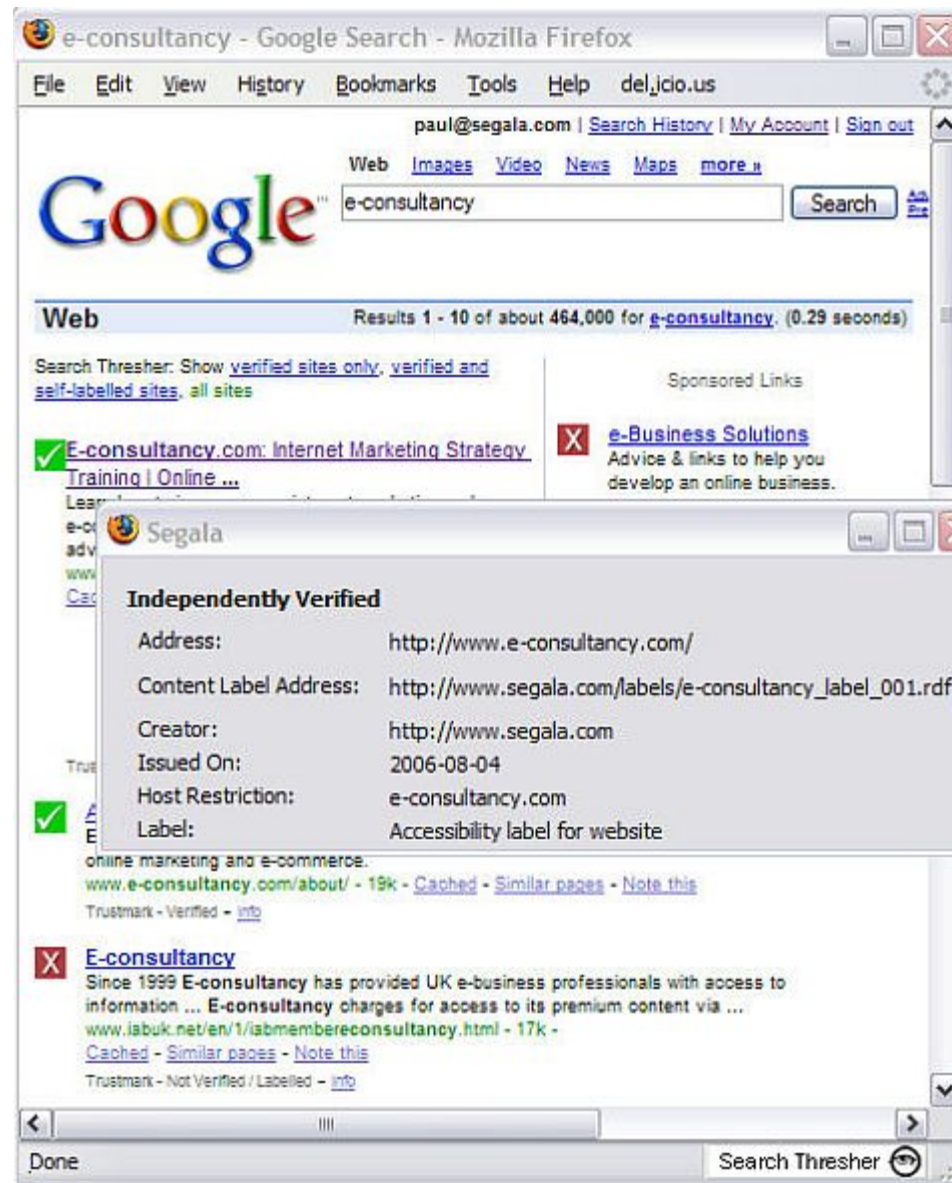 e-consultancy - Google Search - Mozilla Firefox
File Edit View History Bookmarks Tools Help del.icio.us
paul@segala.com | Search History | My Account | Sign out
Web Images Video News Maps more »
Google™
e-consultancy
Search
Web
Results 1 - 10 of about 464,000 for e-consultancy. (0.29 seconds)
Search Thresher: Show verified sites only, verified and
self-labelled sites, all sites
E-consultancy.com: Internet Marketing Strategy
Training | Online ...
Sponsored Links
X
e-Business Solutions
Advice & links to help you
develop an online business.
Segala
Independently Verified
Address: http://www.e-consultancy.com/
Content Label Address: http://www.segala.com/labels/e-consultancy_label_001.rdf
Creator: http://www.segala.com
Issued On: 2006-08-04
Host Restriction: e-consultancy.com
Label: Accessibility label for website
online marketing and e-commerce.
www.e-consultancy.com/about/ - 19k - Cached - Similar pages - Note this
Trustmark - Verified - info
X
E-consultancy
Since 1999 E-consultancy has provided UK e-business professionals with access to
information ... E-consultancy charges for access to its premium content via ...
www.iabuk.net/en/1/iabmembereconsultancy.html - 17k -
Cached - Similar pages - Note this
Trustmark - Not Verified / Labelled - info
Done
Search Thresher